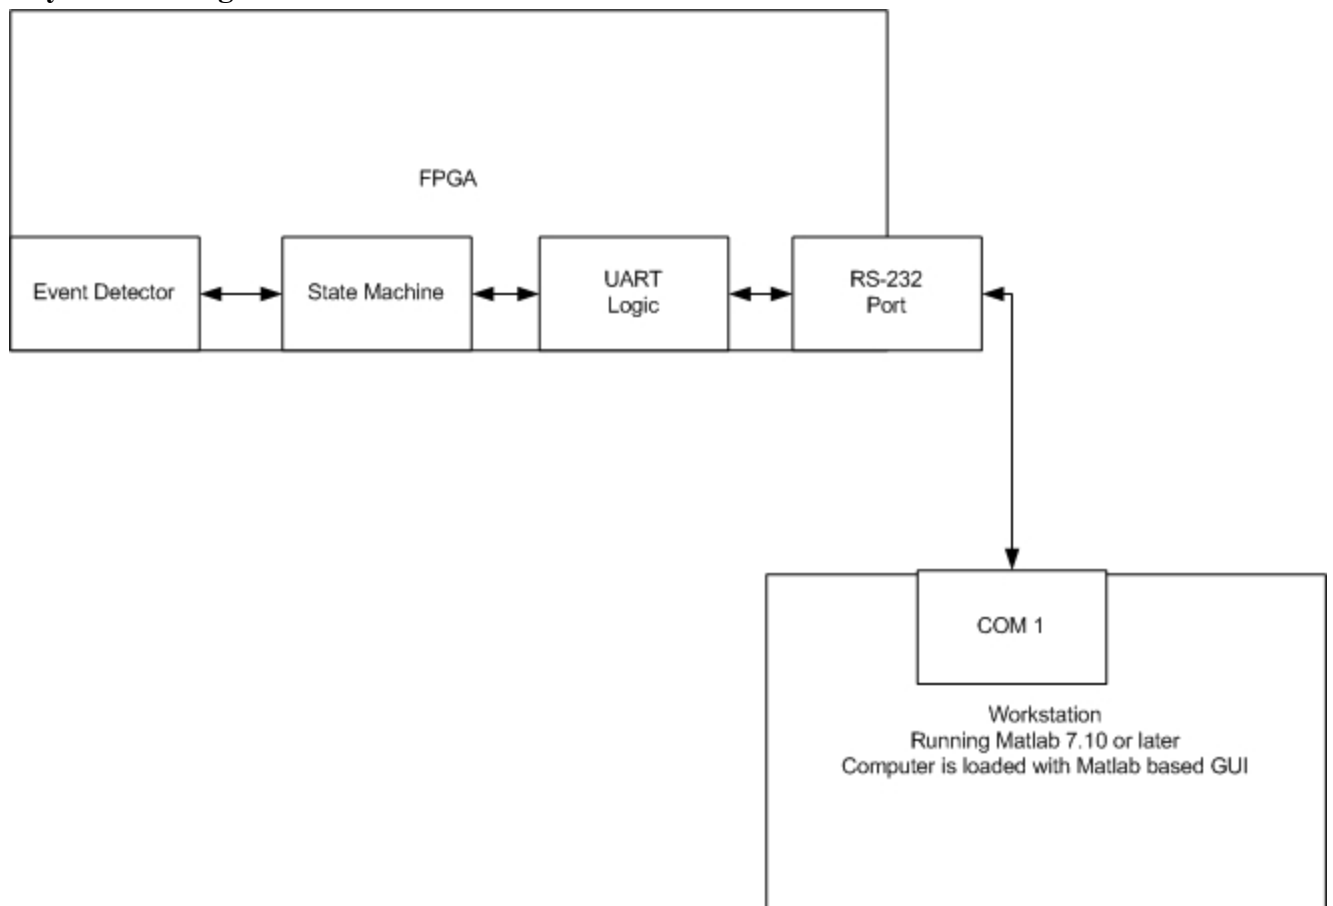 FPGA
Event Detector
State Machine
UART
Logic
RS-232
Port
COM 1
Workstation
Running Matlab 7.10 or later
Computer is loaded with Matlab based GUI